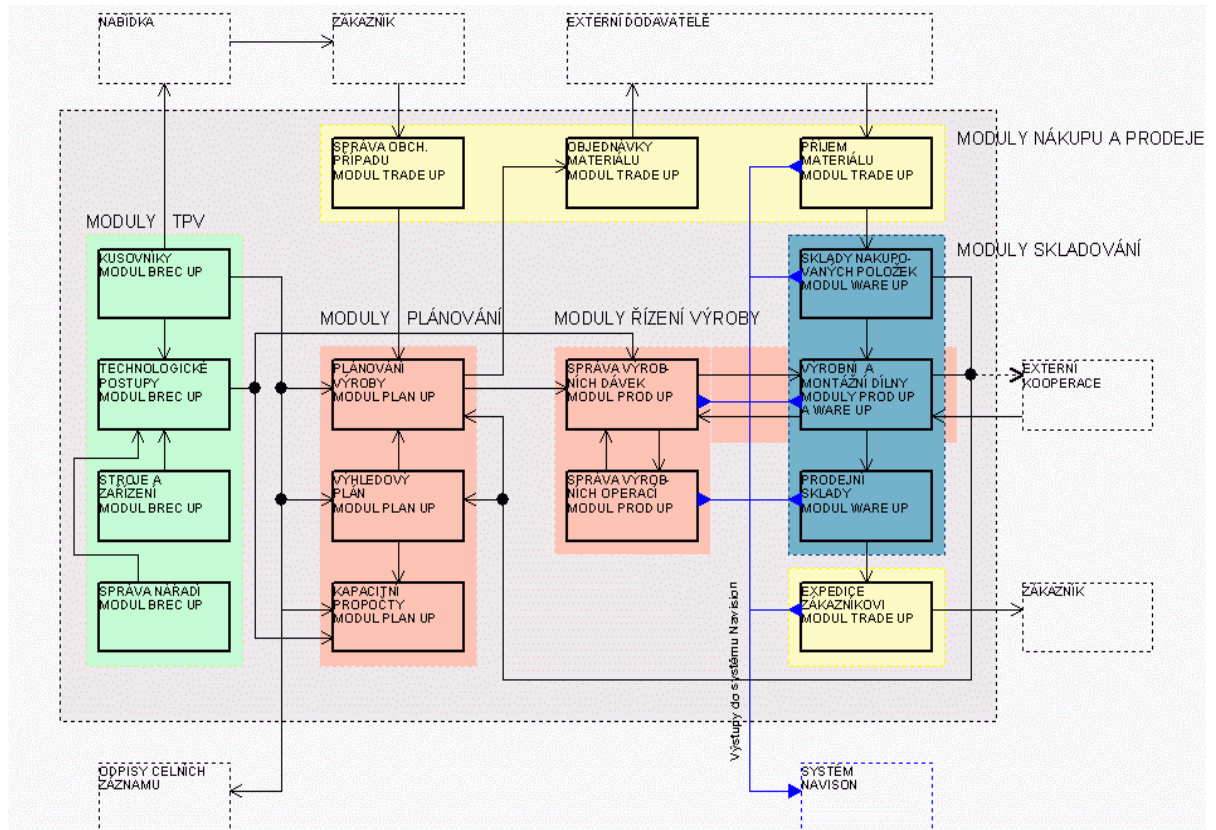 NABÍDKA
ZÁKAZNÍK
EXTERNÍ DODAVATELÉ
SPRÁVA OBCH.
PŘÍPADU
MODUL TRADE UP
OBJEDNÁVKY
MATERIÁLU
MODUL TRADE UP
PŘÍJEM
MATERIÁLU
MODUL TRADE UP
MODULY NÁKUPU A PRODEJE
MODULY TPV
KUSOVNÍKY
MODUL BREC UP
SKLADY NAKUPO-
VANÝCH POLOŽEK
MODUL WARE UP
MODULY SKLADOVÁNÍ
MODULY PLÁNOVÁNÍ
MODULY ŘÍZENÍ VÝROBY
TECHNOLOGICKÉ
POSTUPY
MODUL BREC UP
PLÁNOVÁNÍ
VÝROBY
MODUL PLAN UP
SPRÁVA VÝROB-
NÍCH DÁVEK
MODUL PROD UP
VÝROBNÍ A
MONTÁŽNÍ DÍLNY
MODULY PROD UP
A WARE UP
EXTERNÍ
KOOPERACE
STROJE A
ZAŘÍZENÍ
MODUL BREC UP
VÝHLEDOVÝ
PLÁN
MODUL PLAN UP
SPRÁVA VÝROB-
NÍCH OPERACÍ
MODUL PROD UP
PRODEJNÍ
SKLADY
MODUL WARE UP
SPRÁVA NÁŘADÍ
MODUL BREC UP
KAPACITNÍ
PROPOČTY
MODUL PLAN UP
EXPEDICE
ZÁKAZNÍKOVI
MODUL TRADE UP
ZÁKAZNÍK
Výstupy do systému Navision
ODPISY CELNÍCH
ZÁZNAMU
SYSTÉM
NAVISON